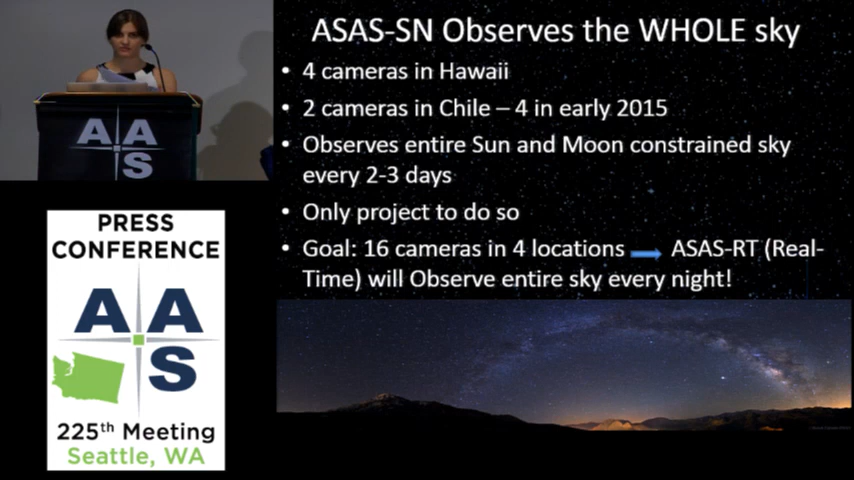 ASAS-SN Observes the WHOLE sky
• 4 cameras in Hawaii
• 2 cameras in Chile – 4 in early 2015
• Observes entire Sun and Moon constrained sky
every 2-3 days
• Only project to do so
• Goal: 16 cameras in 4 locations ASAS-RT (Real-
Time) will Observe entire sky every night!
A A
S
PRESS
CONFERENCE
A A
S
225th Meeting
Seattle, WA